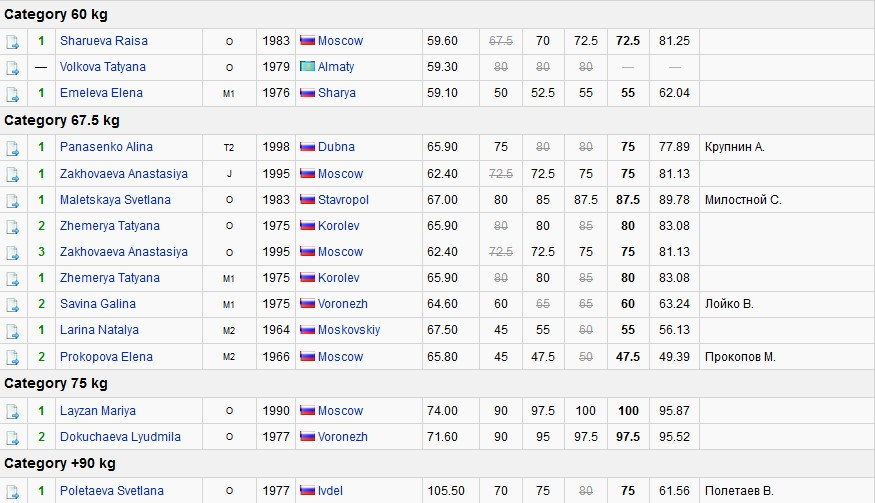 Category 60 kg
1 Sharueva Raisa O 1983 Moscow 59.60 67.5 70 72.5 72.5 81.25
— Volkova Tatyana O 1979 Almaty 59.30 80 80 80 — —
1 Emeleva Elena M1 1976 Sharya 59.10 50 52.5 55 55 62.04
Category 67.5 kg
1 Panasenko Alina T2 1998 Dubna 65.90 75 80 80 75 77.89 Крупнин А.
1 Zakhovaeva Anastasiya J 1995 Moscow 62.40 72.5 72.5 75 75 81.13
1 Maletskaya Svetlana O 1983 Stavropol 67.00 80 85 87.5 87.5 89.78 Милостной С.
2 Zhemerya Tatyana O 1975 Korolev 65.90 80 80 85 80 83.08
3 Zakhovaeva Anastasiya O 1995 Moscow 62.40 72.5 72.5 75 75 81.13
1 Zhemerya Tatyana M1 1975 Korolev 65.90 80 80 85 80 83.08
2 Savina Galina M1 1975 Voronezh 64.60 60 65 65 60 63.24 Лойко В.
1 Larina Natalya M2 1964 Moskovskiy 67.50 45 55 60 55 56.13
2 Prokopova Elena M2 1966 Moscow 65.80 45 47.5 50 47.5 49.39 Прокопов М.
Category 75 kg
1 Layzan Mariya O 1990 Moscow 74.00 90 97.5 100 100 95.87
2 Dokuchaeva Lyudmila O 1977 Voronezh 71.60 90 95 97.5 97.5 95.52
Category +90 kg
1 Poletaeva Svetlana O 1977 Ivdel 105.50 70 75 80 75 61.56 Полетаев В.